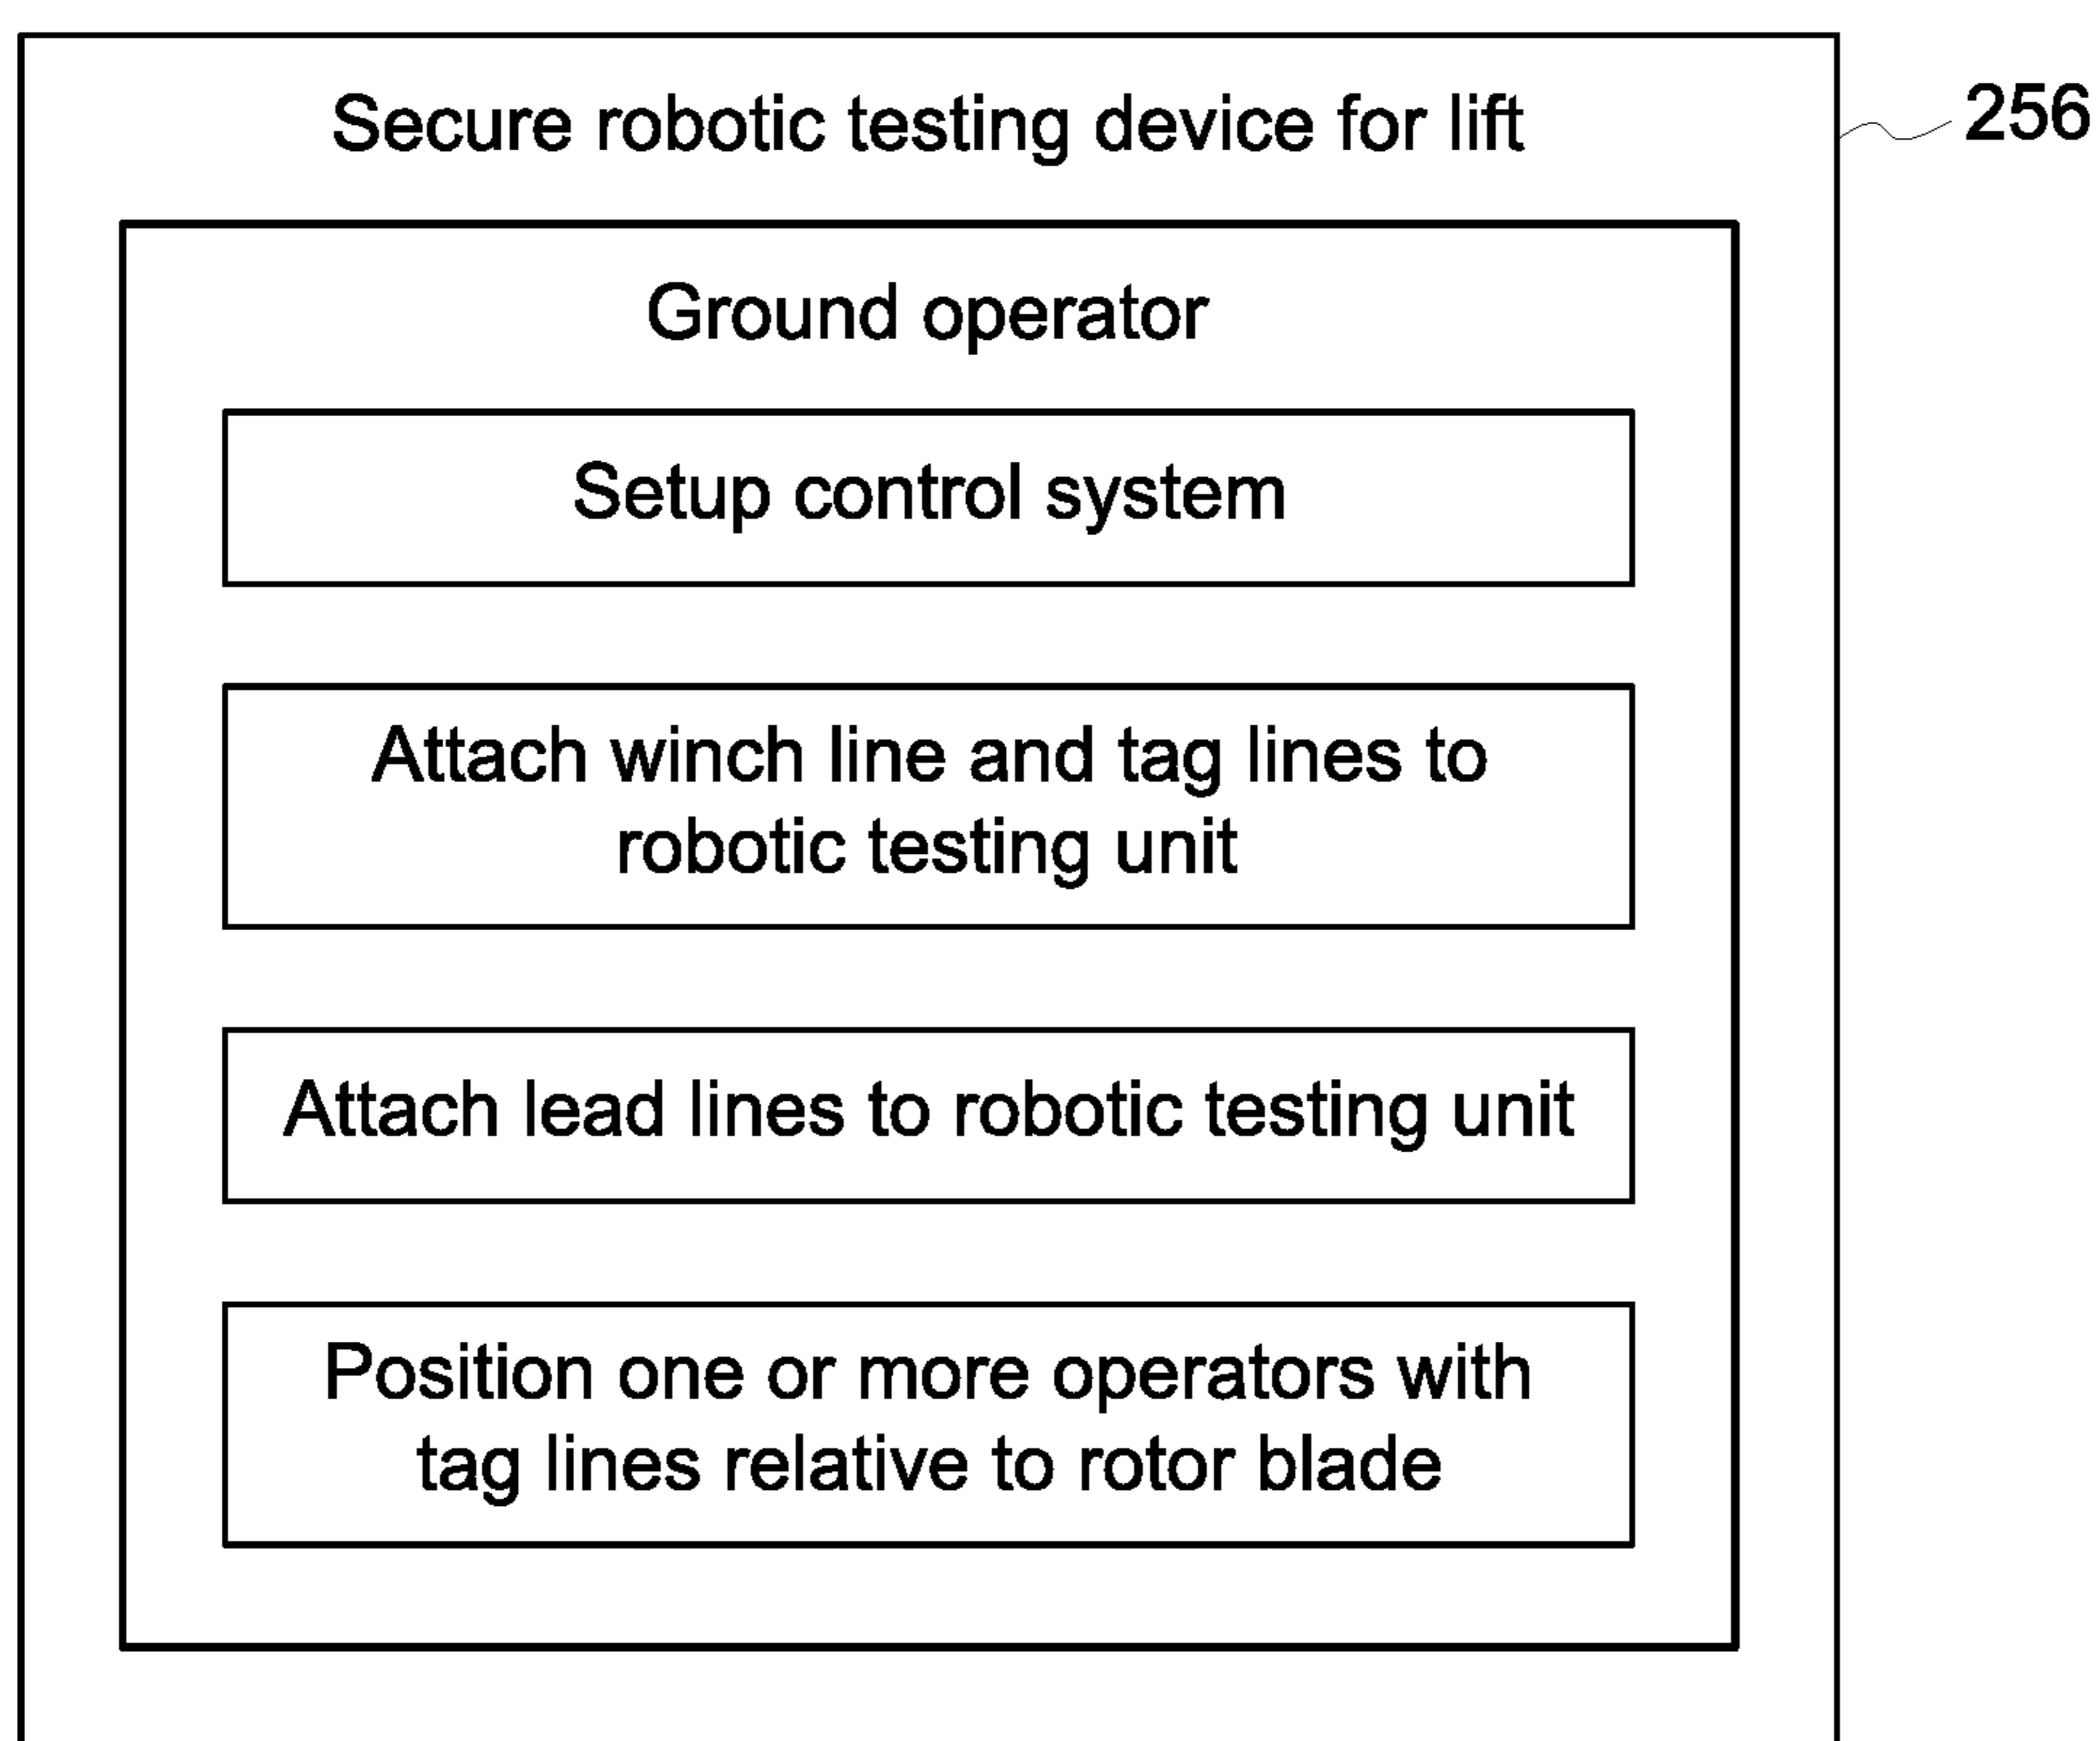 Secure robotic testing device for lift
256
Ground operator
Setup control system
Attach winch line and tag lines to
robotic testing unit
Attach lead lines to robotic testing unit
Position one or more operators with
tag lines relative to rotor blade